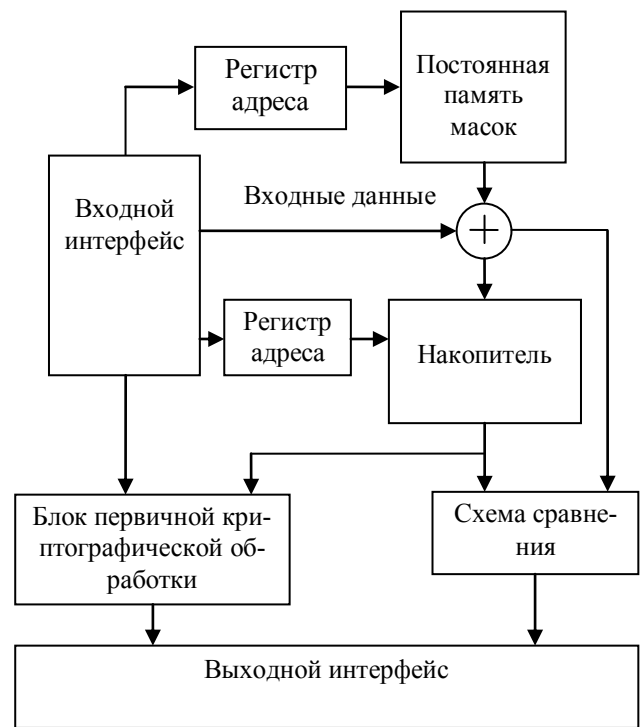 Регистр
адреса
Постоянная
память
масок
Входной
интерфейс
Входные данные
Регистр
адреса
Накопитель
Блок первичной кри-
птографической об-
работки
Схема сравне-
ния
Выходной интерфейс